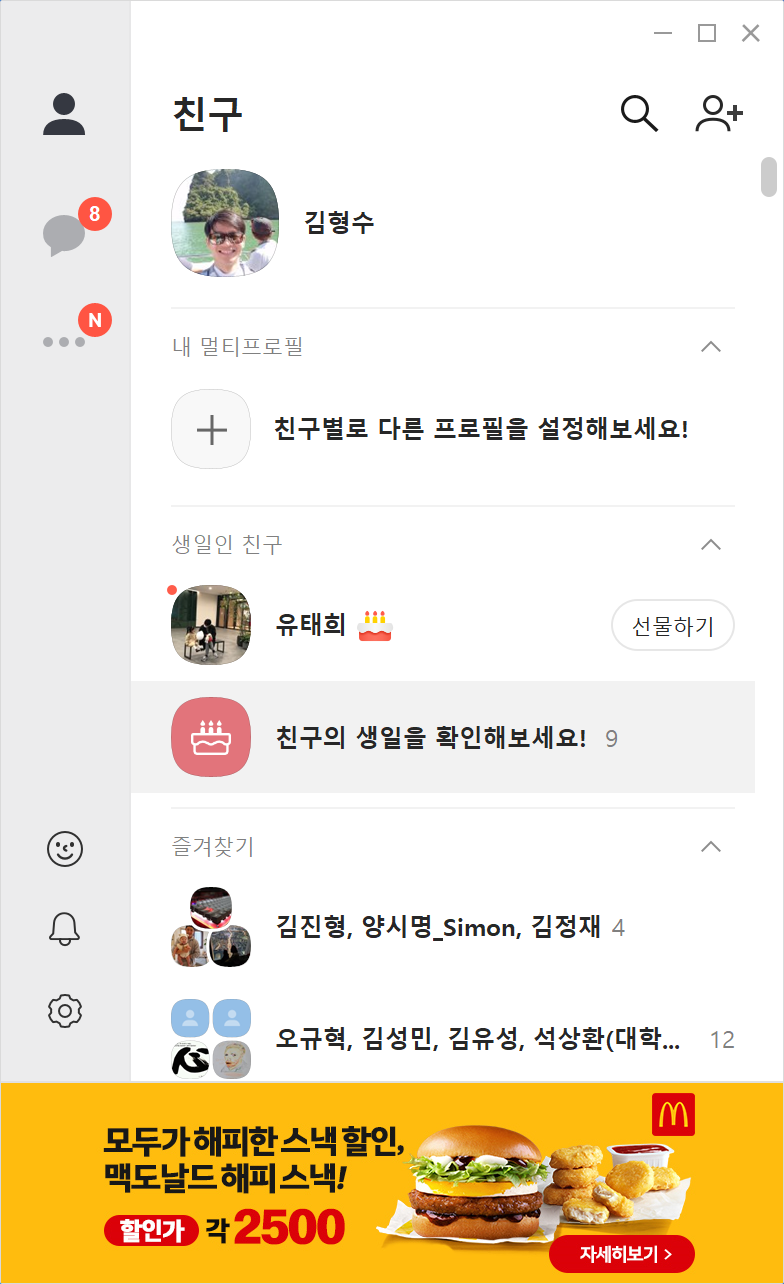 친구
김형수
8
N
내 멀티프로필
친구별로 다른 프로필을 설정해보세요!
생일인 친구
유태희
선물하기
친구의 생일을 확인해보세요! 9
즐겨찾기
김진형, 양시명_Simon, 김정재 4
오규혁, 김성민, 김유성, 석상환(대학... 12
모두가 해피한 스낵 할인,
맥도날드 해피 스낵!
할인가 각 2500
자세히보기 >